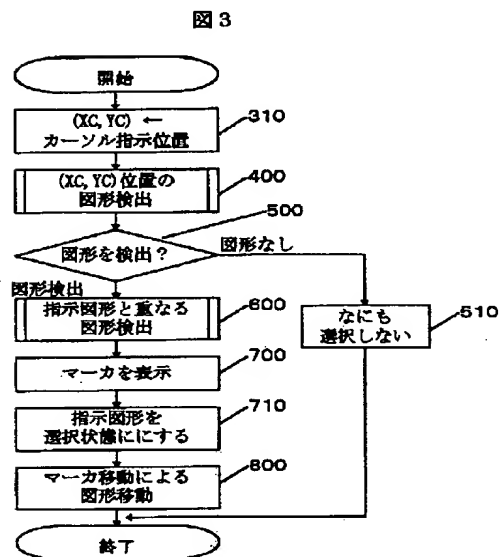 図3
開始
(XC,YC) ←
カーソル指示位置
310
(XC,YC)位置の
図形検出
400
500
図形を検出?
図形なし
図形検出
指示図形と重なる
図形検出
600
なにも
選択しない
510
マーカを表示
700
指示図形を
選択状態ににする
710
マーカ移動による
図形移動
800
終了